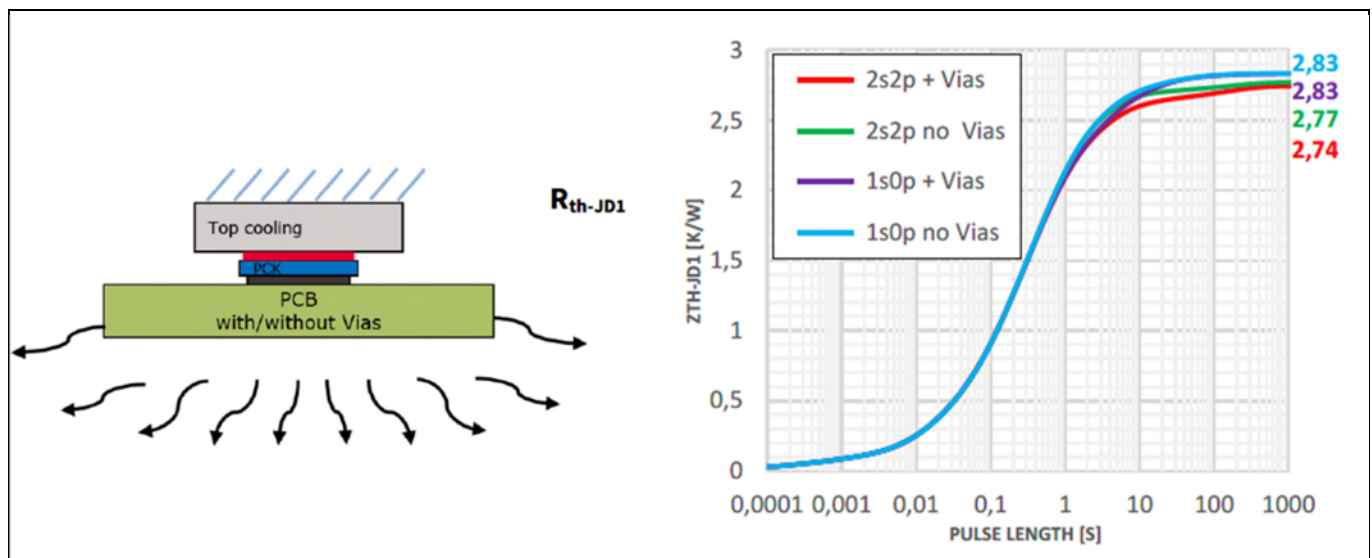 R th-JD1
Top cooling
PCK
PCB
with/without Vias
3
2,5
2
1,5
1
0,5
0
ZTH-JD1 [K/W]
2s2p + Vias
2s2p no Vias
1s0p + Vias
1s0p no Vias
2,83
2,83
2,77
2,74
0,0001 0,001 0,01 0,1 1 10 100 1000
PULSE LENGTH [S]